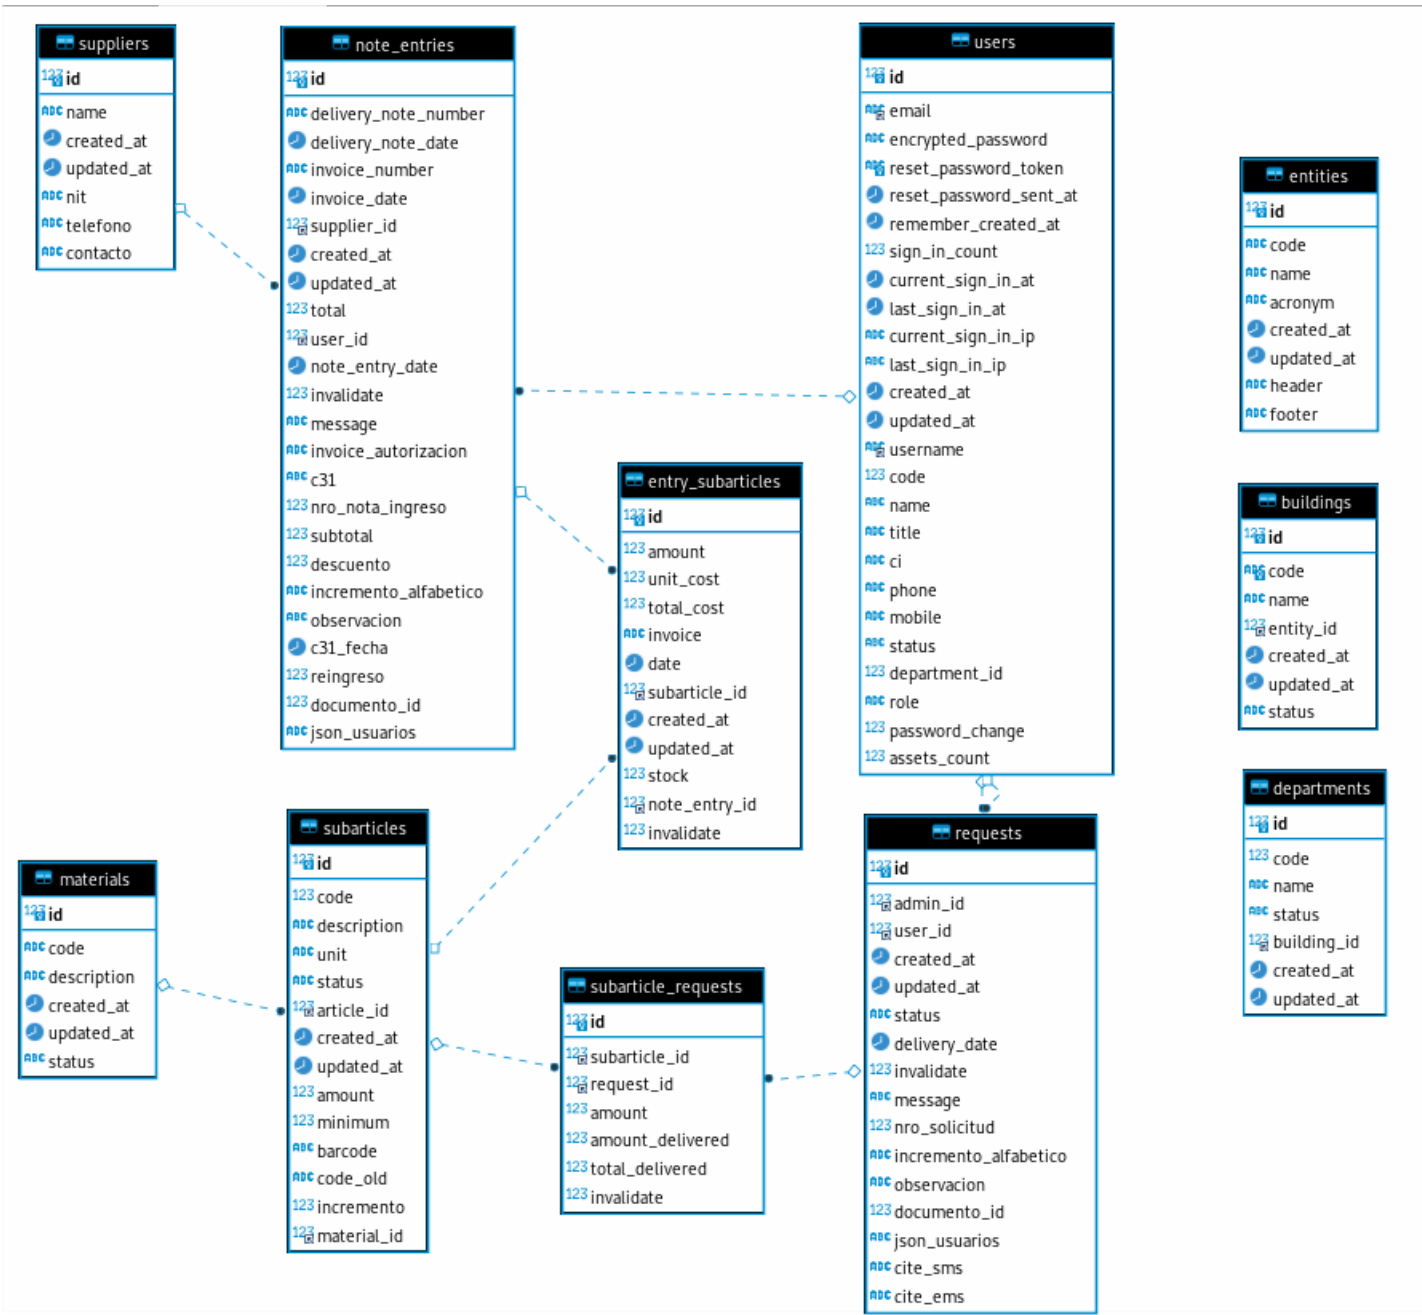 suppliers
id
name
created_at
updated_at
nit
telefono
contacto
note_entries
id
delivery_note_number
delivery_note_date
invoice_number
invoice_date
supplier_id
created_at
updated_at
total
user_id
note_entry_date
invalidate
message
invoice_autorizacion
c31
nro_nota_ingreso
subtotal
descuento
incremento_alfabetico
observacion
c31_fecha
reingreso
documento_id
json_usuarios
users
id
email
encrypted_password
reset_password_token
reset_password_sent_at
remember_created_at
sign_in_count
current_sign_in_at
last_sign_in_at
current_sign_in_ip
last_sign_in_ip
created_at
updated_at
username
code
name
title
ci
phone
mobile
status
department_id
role
password_change
assets_count
entities
id
code
name
acronym
created_at
updated_at
header
footer
entry_subarticles
id
amount
unit_cost
total_cost
invoice
date
subarticle_id
created_at
updated_at
stock
note_entry_id
invalidate
buildings
id
code
name
entity_id
created_at
updated_at
status
departments
id
code
name
status
building_id
created_at
updated_at
materials
id
code
description
created_at
updated_at
status
subarticles
id
code
description
unit
status
article_id
created_at
updated_at
amount
minimum
barcode
code_old
incremento
material_id
subarticle_requests
id
subarticle_id
request_id
amount
amount_delivered
total_delivered
invalidate
requests
id
admin_id
user_id
created_at
updated_at
status
delivery_date
invalidate
message
nro_solicitud
incremento_alfabetico
observacion
documento_id
json_usuarios
cite_sms
cite_ems